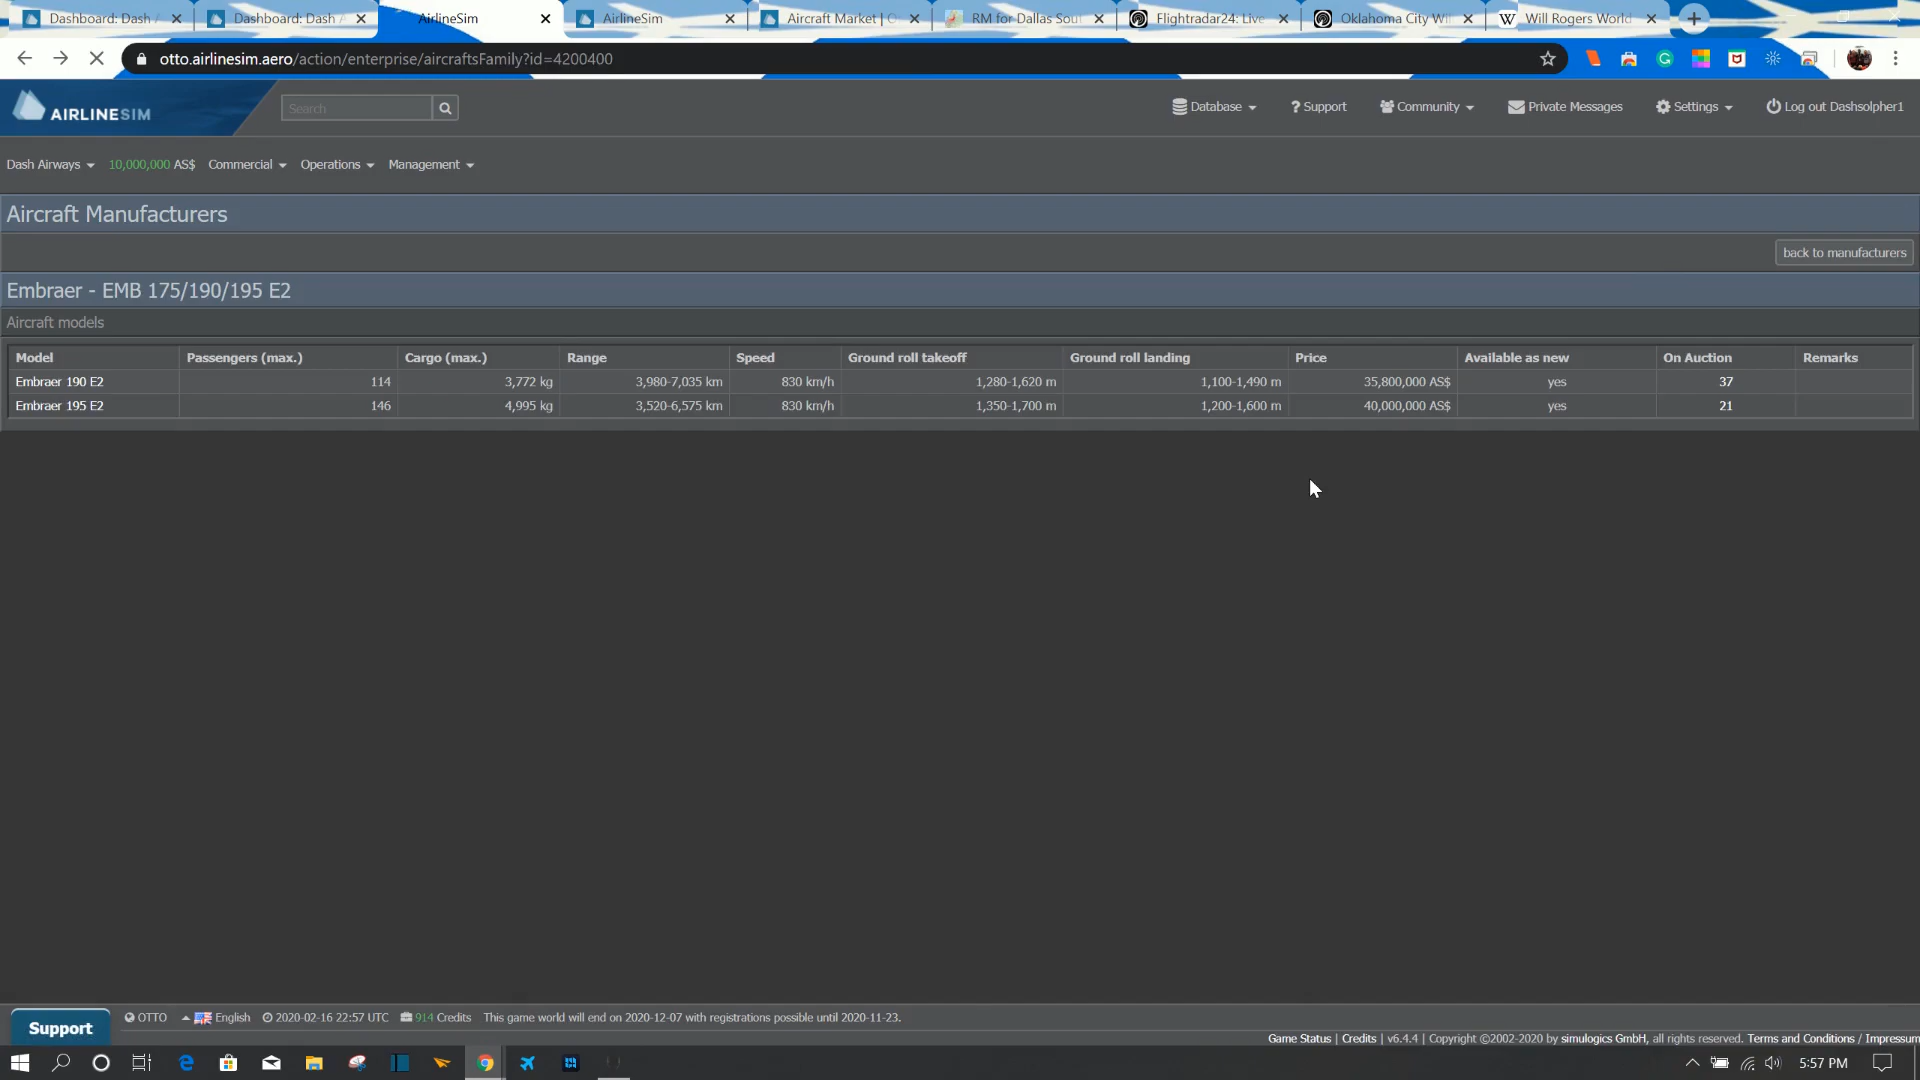 Dashboard: Dash A
Dashboard: Dash A
AirlineSim
AirlineSim
Aircraft Market | O
RM for Dallas Sout
Flightradar24: Live
Oklahoma City Wil
Will Rogers World
otto.airlinesim.aero/action/enterprise/aircraftsFamily?id=4200400
AIRLINESIM
Search
Database
? Support
Community
Private Messages
Settings
Log out Dashsolpher1
Dash Airways 10,000,000 AS$ Commercial Operations Management
Aircraft Manufacturers
back to manufacturers
Embraer - EMB 175/190/195 E2
Aircraft models
Model Passengers (max.) Cargo (max.) Range Speed Ground roll takeoff Ground roll landing Price Available as new On Auction Remarks
Embraer 190 E2 114 3,772 kg 3,980-7,035 km 830 km/h 1,280-1,620 m 1,100-1,490 m 35,800,000 AS$ yes 37
Embraer 195 E2 146 4,995 kg 3,520-6,575 km 830 km/h 1,350-1,700 m 1,200-1,600 m 40,000,000 AS$ yes 21
Support
OTTO English 2020-02-16 22:57 UTC 914 Credits This game world will end on 2020-12-07 with registrations possible until 2020-11-23.
Game Status | Credits | v6.4.4 | Copyright ©2002-2020 by simulogics GmbH, all rights reserved. Terms and Conditions / Impressum
5:57 PM